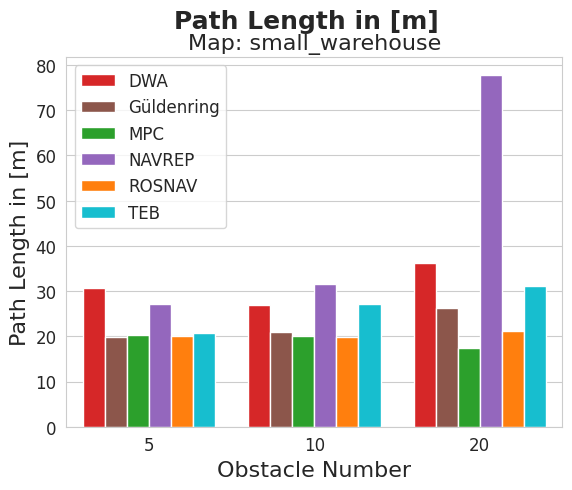 Path Length in [m]
Map: small_warehouse
80
70
60
50
40
30
20
10
0
Path Length in [m]
DWA
Güldenring
MPC
NAVREP
ROSNAV
TEB
5
10
20
Obstacle Number